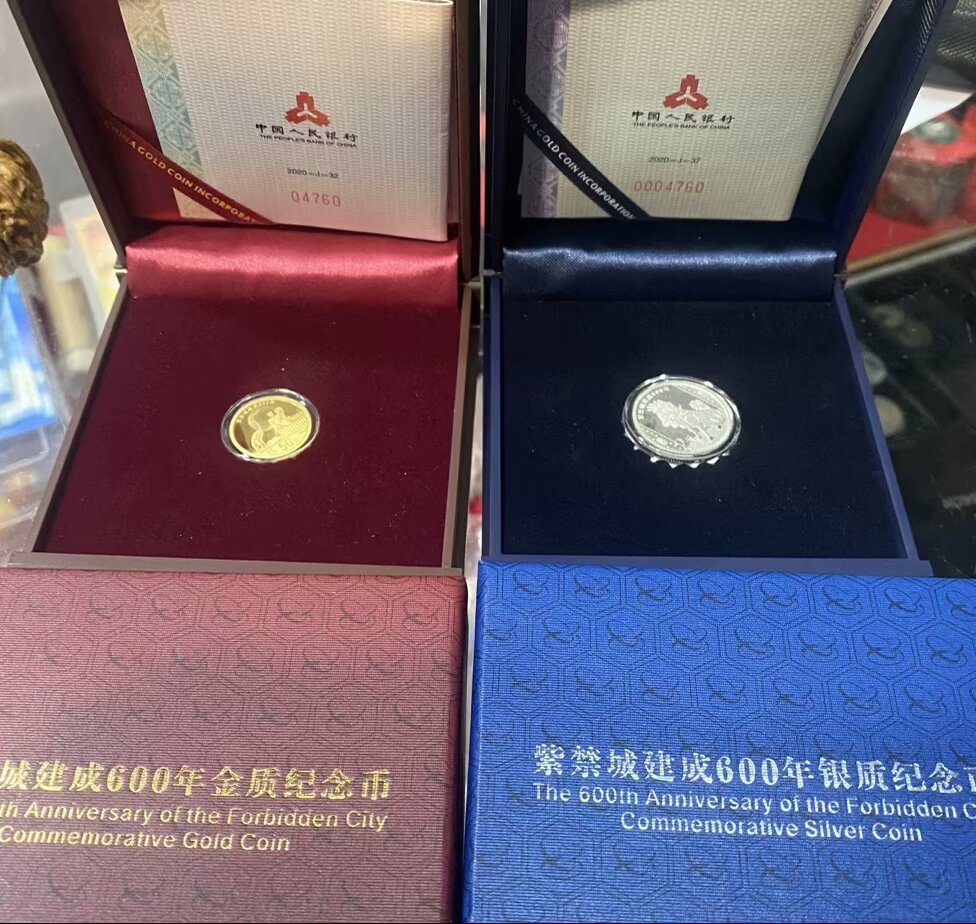 中国人民银行
THE PEOPLE'S BANK OF CHINA
2020-J-32
04760
CHINA GOLD COIN INCORPORAT
中国人民银行
THE PEOPLE'S BANK OF CHINA
2020-J-37
0004760
CHINA GOLD COIN INCORPORATION
城建成600年金质纪念币
th Anniversary of the Forbidden City
Commemorative Gold Coin
紫禁城建成600年银质纪念币
The 600th Anniversary of the Forbidden C
Commemorative Silver Coin